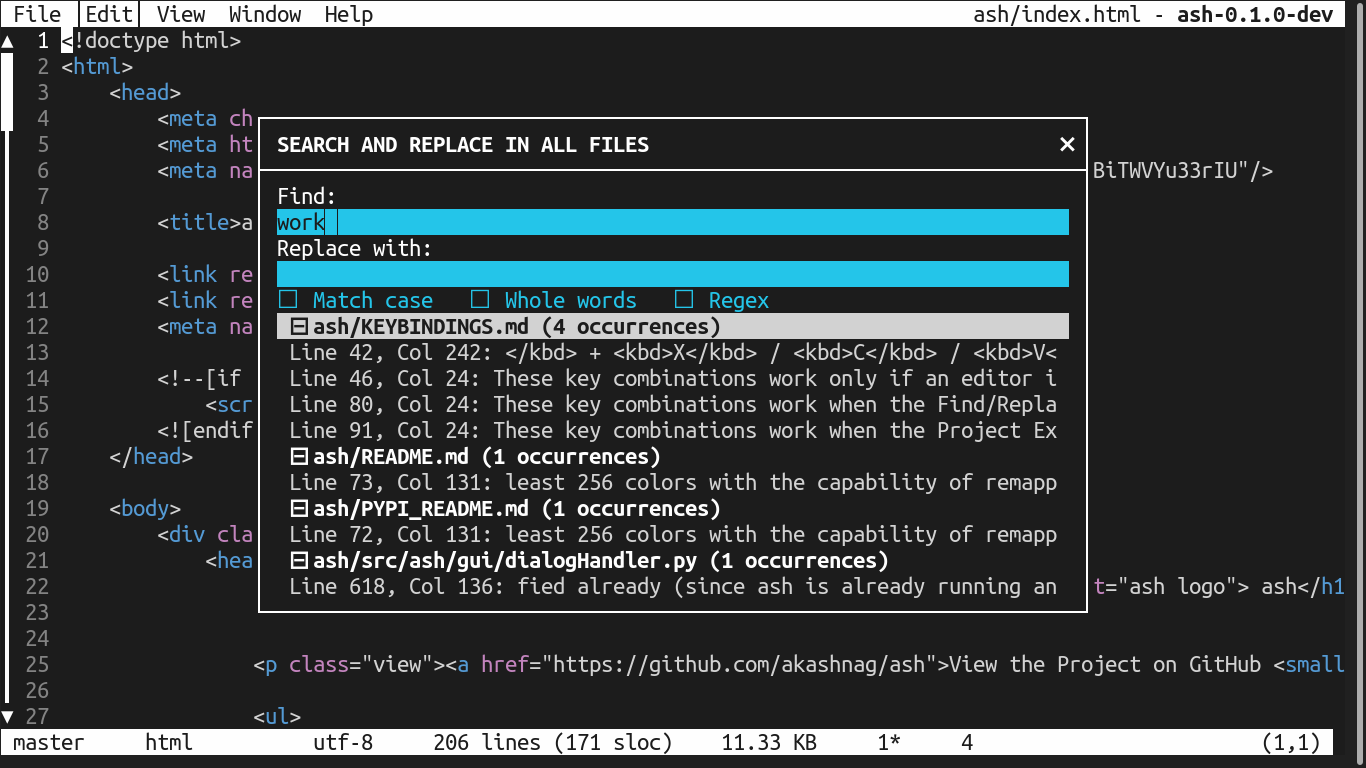 File Edit View Window Help ash/index.html - ash-0.1.0-dev
1 <!doctype html>
2 <html>
3 <head>
4 <meta ch
5 <meta ht
6 <meta na BiTWVYu33rIU"/>
7
8 <title>a
9
10 <link re
11 <link re
12 <meta na
13
14 <!--[if
15 <scr
16 <![endif
17 </head>
18
19 <body>
20 <div cla
21 <hea
22 t="ash logo"> ash</h1
23
24
25 <p class="view"><a href="https://github.com/akashnag/ash">View the Project on GitHub <small
26
27 <ul>
SEARCH AND REPLACE IN ALL FILES ×
Find:
work
Replace with:
Match case Whole words Regex
ash/KEYBINDINGS.md (4 occurrences)
Line 42, Col 242: </kbd> + <kbd>X</kbd> / <kbd>C</kbd> / <kbd>V<
Line 46, Col 24: These key combinations work only if an editor i
Line 80, Col 24: These key combinations work when the Find/Repla
Line 91, Col 24: These key combinations work when the Project Ex
ash/README.md (1 occurrences)
Line 73, Col 131: least 256 colors with the capability of remapp
ash/PYPI_README.md (1 occurrences)
Line 72, Col 131: least 256 colors with the capability of remapp
ash/src/ash/gui/dialogHandler.py (1 occurrences)
Line 618, Col 136: fied already (since ash is already running an
master html utf-8 206 lines (171 sloc) 11.33 KB 1* 4 (1,1)